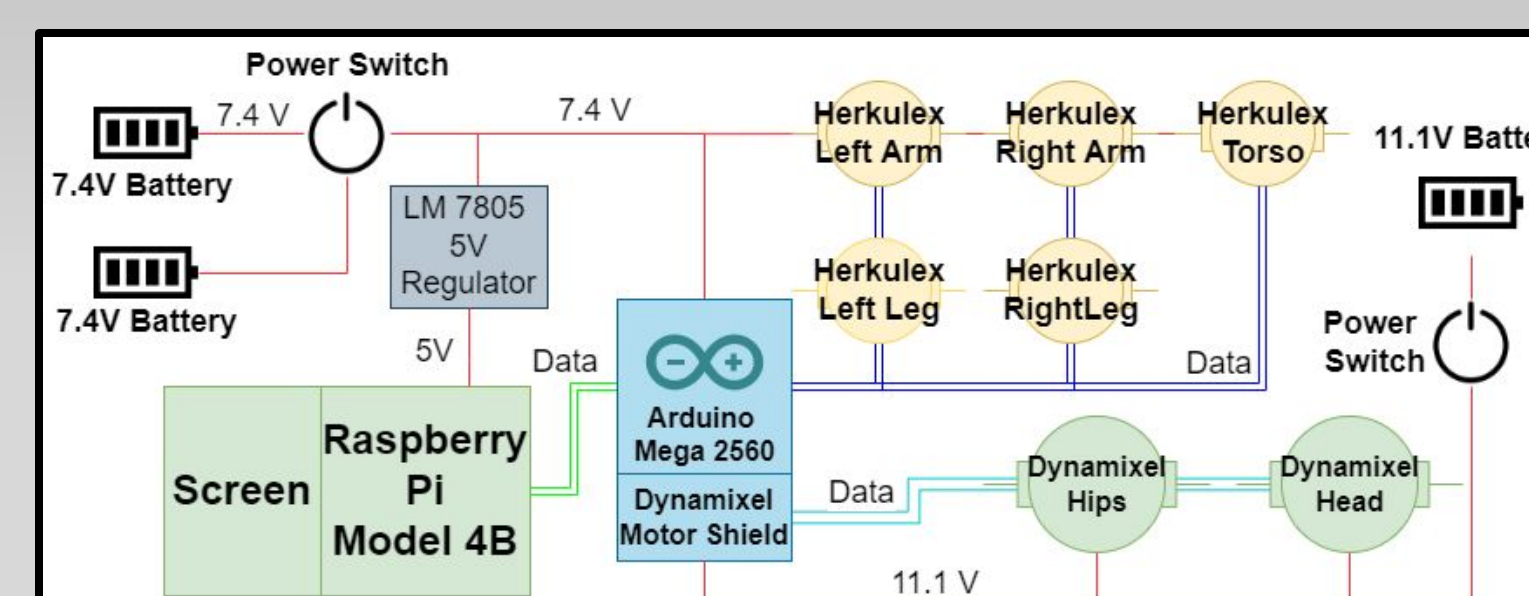 Power Switch
7.4 V
7.4 V
7.4V Battery
7.4V Battery
LM 7805
5V
Regulator
5V
Data
Screen
Raspberry
Pi
Model 4B
Arduino
Mega 2560
Dynamixel
Motor Shield
Herkulex
Left Arm
Herkulex
Right Arm
Herkulex
Torso
Herkulex
Left Leg
Herkulex
RightLeg
Data
Data
Dynamixel
Hips
Dynamixel
Head
11.1 V
11.1V
Power
Switch